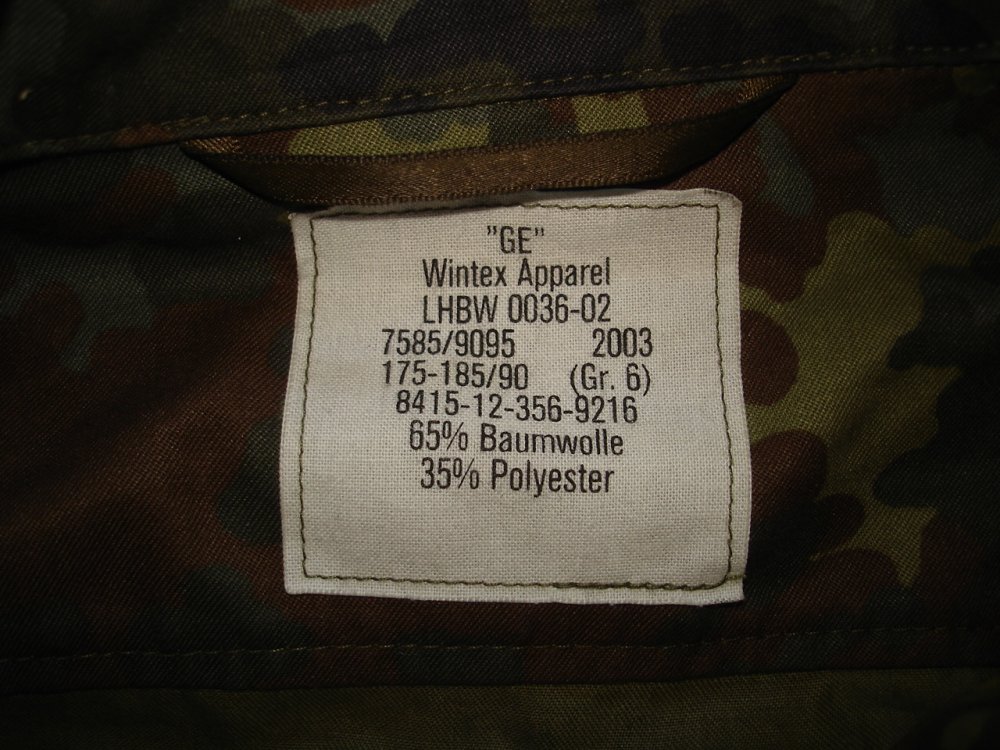 "GE"
Wintex Apparel
LHBW 0036-02
7585/9095 2003
175-185/90 (Gr. 6)
8415-12-356-9216
65% Baumwolle
35% Polyester